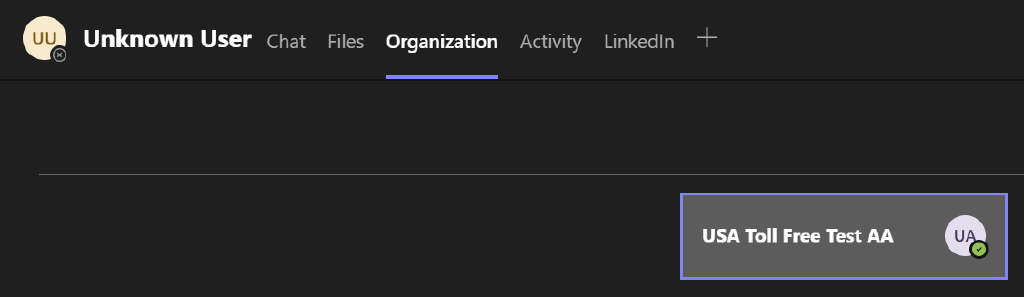 UU Unknown User Chat Files Organization Activity LinkedIn
USA Toll Free Test AA UA